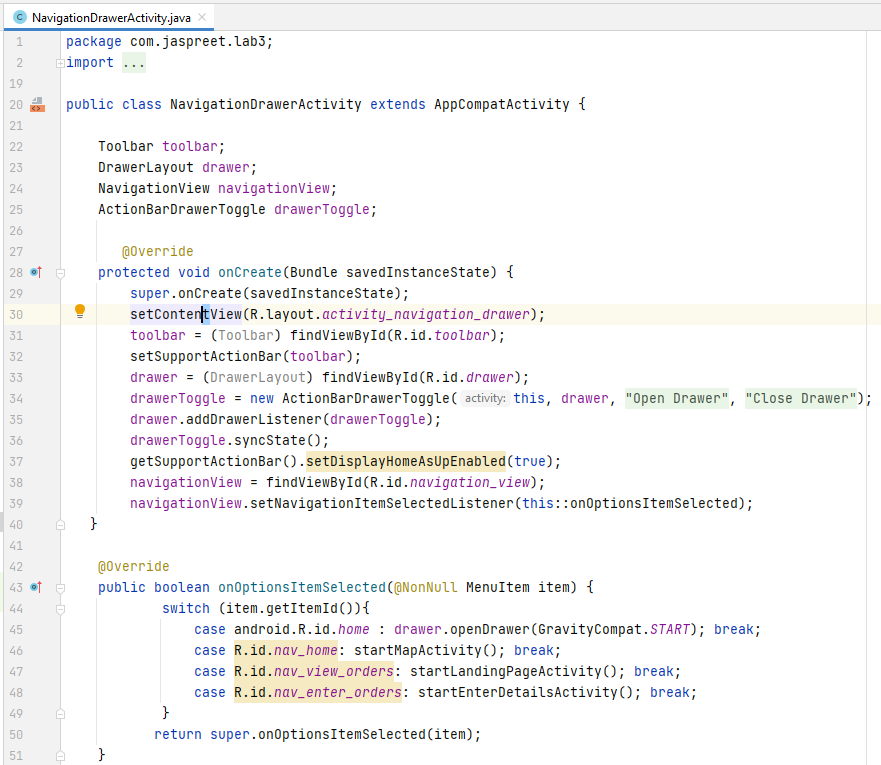 NavigationDrawerActivity.java
1 package com.jaspreet.lab3;
2 import ...
19
20 public class NavigationDrawerActivity extends AppCompatActivity {
21
22 Toolbar toolbar;
23 DrawerLayout drawer;
24 NavigationView navigationView;
25 ActionBarDrawerToggle drawerToggle;
26
27 @Override
28 protected void onCreate(Bundle savedInstanceState) {
29 super.onCreate(savedInstanceState);
30 setContentView(R.layout.activity_navigation_drawer);
31 toolbar = (Toolbar) findViewById(R.id.toolbar);
32 setSupportActionBar(toolbar);
33 drawer = (DrawerLayout) findViewById(R.id.drawer);
34 drawerToggle = new ActionBarDrawerToggle( activity: this, drawer, "Open Drawer", "Close Drawer");
35 drawer.addDrawerListener(drawerToggle);
36 drawerToggle.syncState();
37 getSupportActionBar().setDisplayHomeAsUpEnabled(true);
38 navigationView = findViewById(R.id.navigation_view);
39 navigationView.setNavigationItemSelectedListener(this::onOptionsItemSelected);
40 }
41
42 @Override
43 public boolean onOptionsItemSelected(@NonNull MenuItem item) {
44 switch (item.getItemId()){
45 case android.R.id.home : drawer.openDrawer(GravityCompat.START); break;
46 case R.id.nav_home: startMapActivity(); break;
47 case R.id.nav_view_orders: startLandingPageActivity(); break;
48 case R.id.nav_enter_orders: startEnterDetailsActivity(); break;
49 }
50 return super.onOptionsItemSelected(item);
51 }